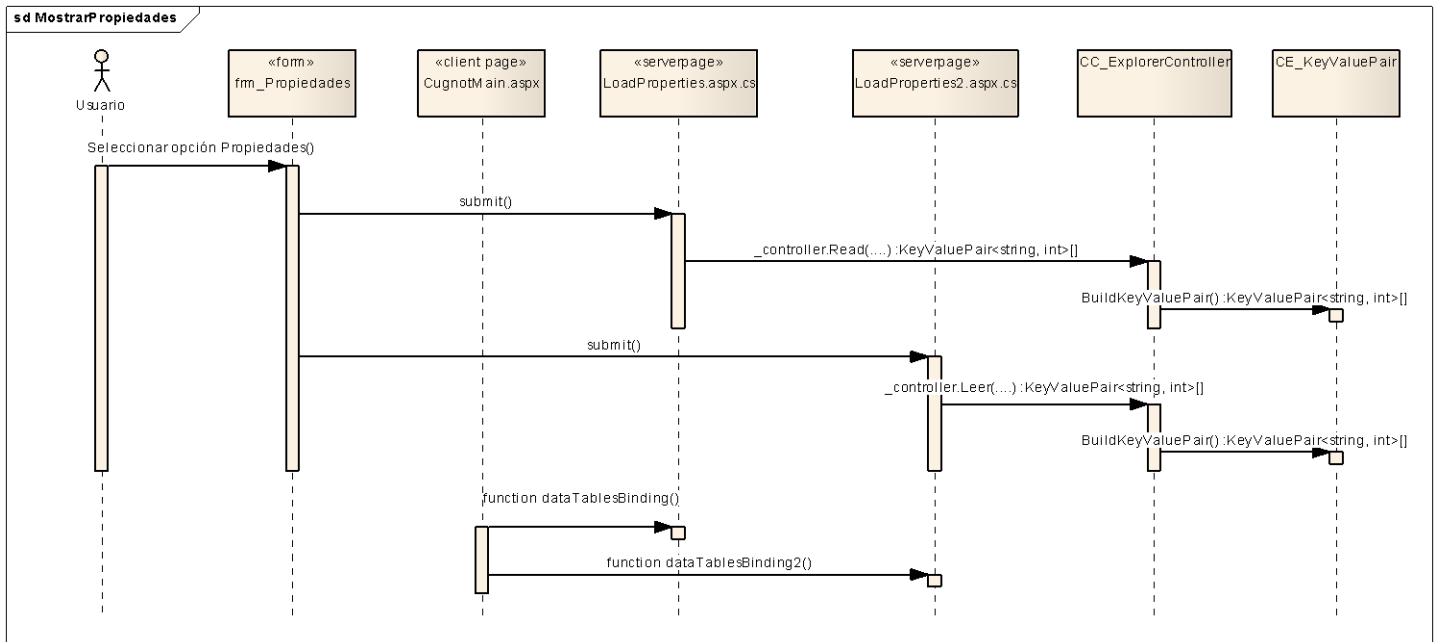 sd MostrarPropiedades
Usuario
«form»
frm_Propiedades
«client page»
CugnotMain.aspx
«serverpage»
LoadProperties.aspx.cs
«serverpage»
LoadProperties2.aspx.cs
CC_ExplorerController
CE_KeyValuePair
Seleccionar opción Propiedades()
submit()
_controller.Read(....) :KeyValuePair<string, int>[]
BuildKeyValuePair() :KeyValuePair<string, int>[]
submit()
_controller.Leer(....) :KeyValuePair<string, int>[]
BuildKeyValuePair() :KeyValuePair<string, int>[]
function dataTablesBinding()
function dataTablesBinding2()